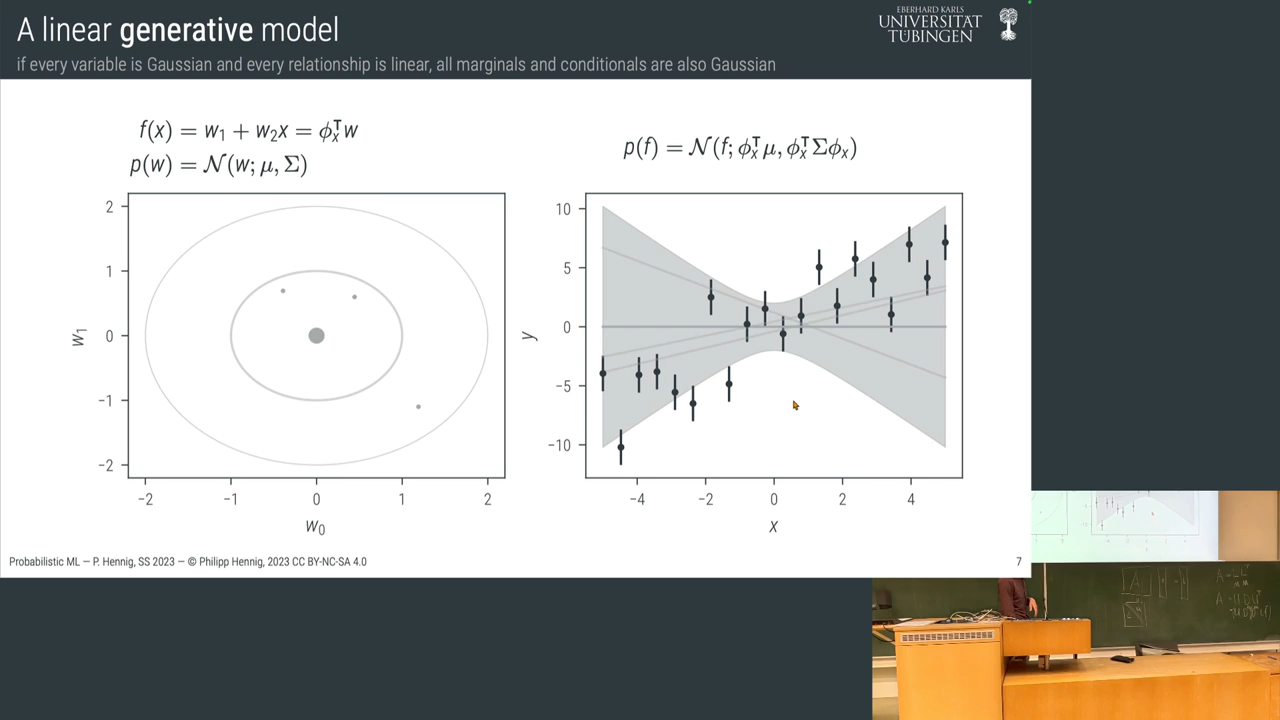 A linear generative model
if every variable is Gaussian and every relationship is linear, all marginals and conditionals are also Gaussian
EBERHARD KARLS
UNIVERSITÄT
TÜBINGEN
f(x) = w₁ + w₂x = ϕₓᵀw
p(w) = 𝒩(w; μ, Σ)
p(f) = 𝒩(f; ϕₓᵀμ, ϕₓᵀΣϕₓ)
2
1
0
−1
−2
w₁
−2
−1
0
1
2
w₀
10
5
0
−5
−10
y
−4
−2
0
2
4
x
Probabilistic ML — P. Hennig, SS 2023 — © Philipp Hennig, 2023 CC BY-NC-SA 4.0
7